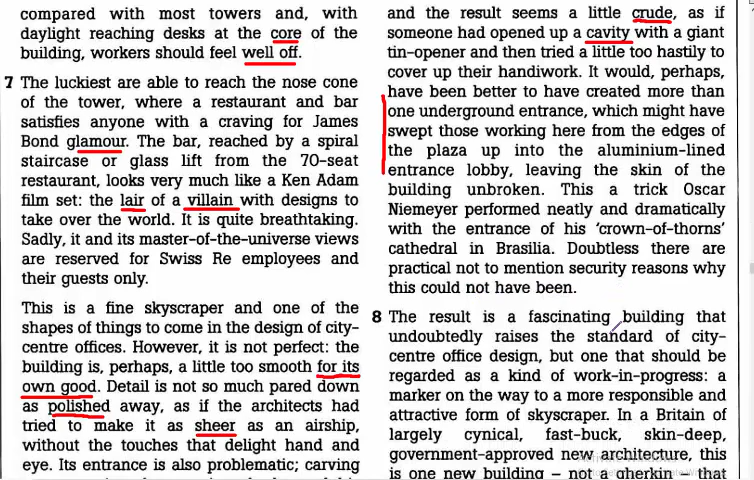 compared with most towers and, with
daylight reaching desks at the core of the
building, workers should feel well off.
7 The luckiest are able to reach the nose cone
of the tower, where a restaurant and bar
satisfies anyone with a craving for James
Bond glamour. The bar, reached by a spiral
staircase or glass lift from the 70-seat
restaurant, looks very much like a Ken Adam
film set: the lair of a villain with designs to
take over the world. It is quite breathtaking.
Sadly, it and its master-of-the-universe views
are reserved for Swiss Re employees and
their guests only.
This is a fine skyscraper and one of the
shapes of things to come in the design of city-
centre offices. However, it is not perfect: the
building is, perhaps, a little too smooth for its
own good. Detail is not so much pared down
as polished away, as if the architects had
tried to make it as sheer as an airship,
without the touches that delight hand and
eye. Its entrance is also problematic; carving
and the result seems a little crude, as if
someone had opened up a cavity with a giant
tin-opener and then tried a little too hastily to
cover up their handiwork. It would, perhaps,
have been better to have created more than
one underground entrance, which might have
swept those working here from the edges of
the plaza up into the aluminium-lined
entrance lobby, leaving the skin of the
building unbroken. This a trick Oscar
Niemeyer performed neatly and dramatically
with the entrance of his ‘crown-of-thorns’
cathedral in Brasilia. Doubtless there are
practical not to mention security reasons why
this could not have been.
8 The result is a fascinating building that
undoubtedly raises the standard of city-
centre office design, but one that should be
regarded as a kind of work-in-progress: a
marker on the way to a more responsible and
attractive form of skyscraper. In a Britain of
largely cynical, fast-buck, skin-deep,
government-approved new architecture, this
is one new building – not a gherkin – that